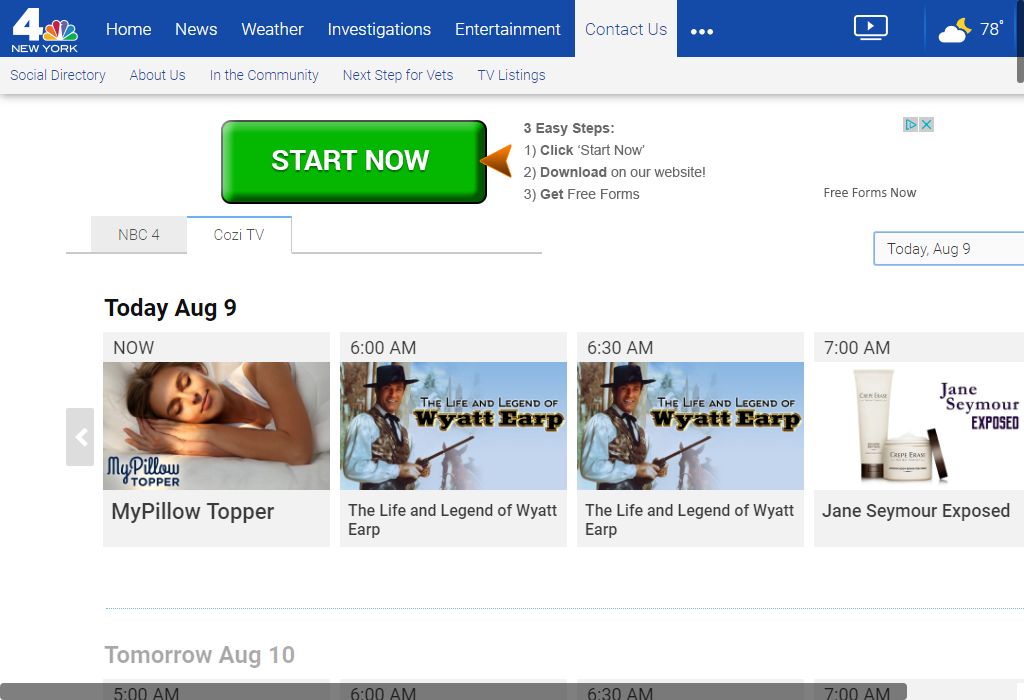 4
NEW YORK
Home News Weather Investigations Entertainment Contact Us ••• 78°
Social Directory About Us In the Community Next Step for Vets TV Listings
START NOW
3 Easy Steps:
1) Click ‘Start Now’
2) Download on our website!
3) Get Free Forms
Free Forms Now
NBC 4 Cozi TV
Today, Aug 9
Today Aug 9
NOW 6:00 AM 6:30 AM 7:00 AM
MyPillow
TOPPER
THE LIFE AND LEGEND OF
Wyatt Earp
THE LIFE AND LEGEND OF
Wyatt Earp
CREPE ERASE
CREPE ERASE
Jane
Seymour
EXPOSED
MyPillow Topper
The Life and Legend of Wyatt
Earp
The Life and Legend of Wyatt
Earp
Jane Seymour Exposed
Tomorrow Aug 10
5:00 AM 6:00 AM 6:30 AM 7:00 AM